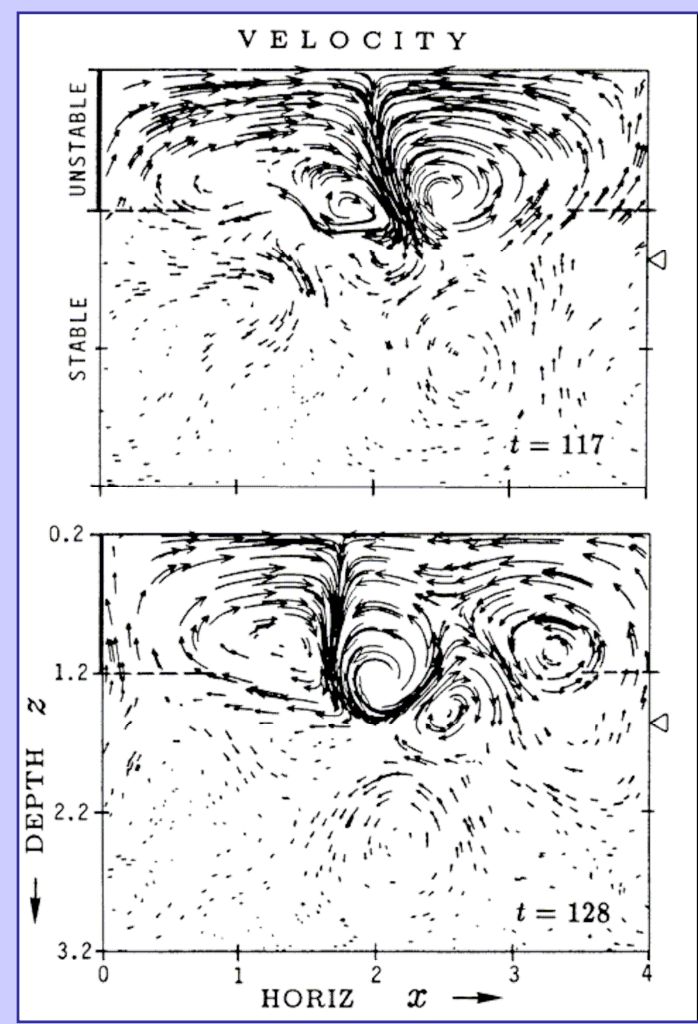 VELOCITY
UNSTABLE
STABLE
t = 117
0.2
1.2
2.2
3.2
DEPTH z
t = 128
0 1 2 3 4
HORIZ x